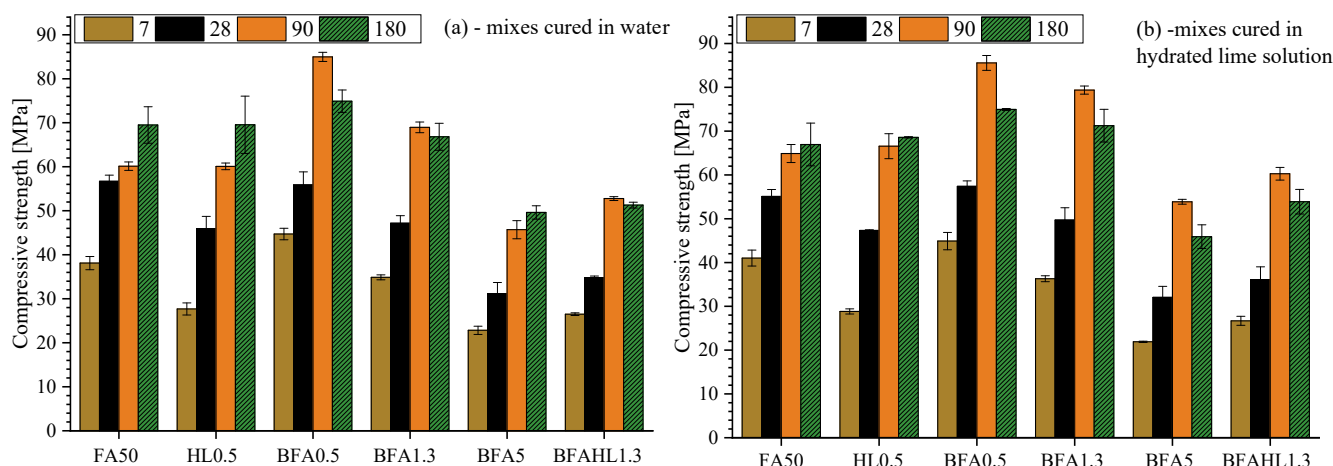 7 28 90 180
(a) - mixes cured in water
Compressive strength [MPa]
90
80
70
60
50
40
30
20
10
0
FA50 HL0.5 BFA0.5 BFA1.3 BFA5 BFAHL1.3
7 28 90 180
(b) -mixes cured in
hydrated lime solution
Compressive strength [MPa]
90
80
70
60
50
40
30
20
10
0
FA50 HL0.5 BFA0.5 BFA1.3 BFA5 BFAHL1.3